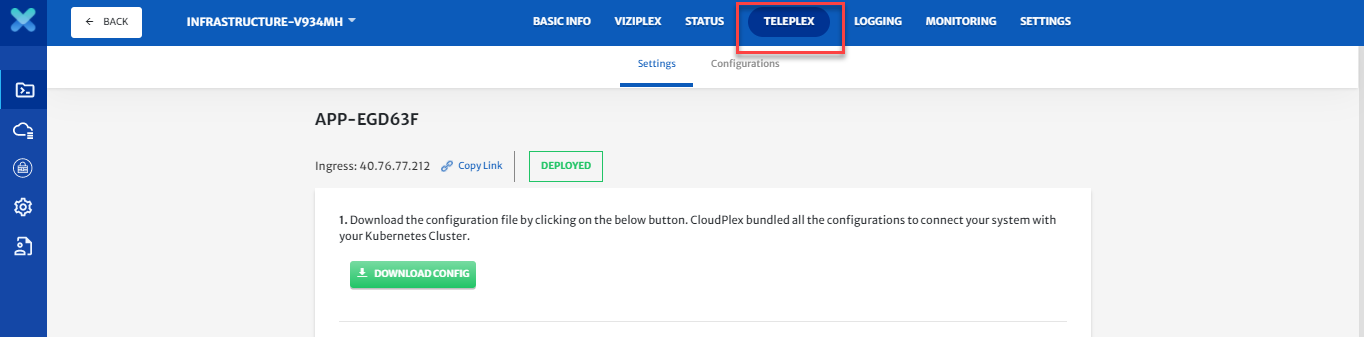 BACK
INFRASTRUCTURE-V934MH
BASIC INFO
VIZIPLEX
STATUS
TELEPLEX
LOGGING
MONITORING
SETTINGS
Settings
Configurations
APP-EGD63F
Ingress: 40.76.77.212
Copy Link
DEPLOYED
1. Download the configuration file by clicking on the below button. CloudPlex bundled all the configurations to connect your system with
your Kubernetes Cluster.
DOWNLOAD CONFIG